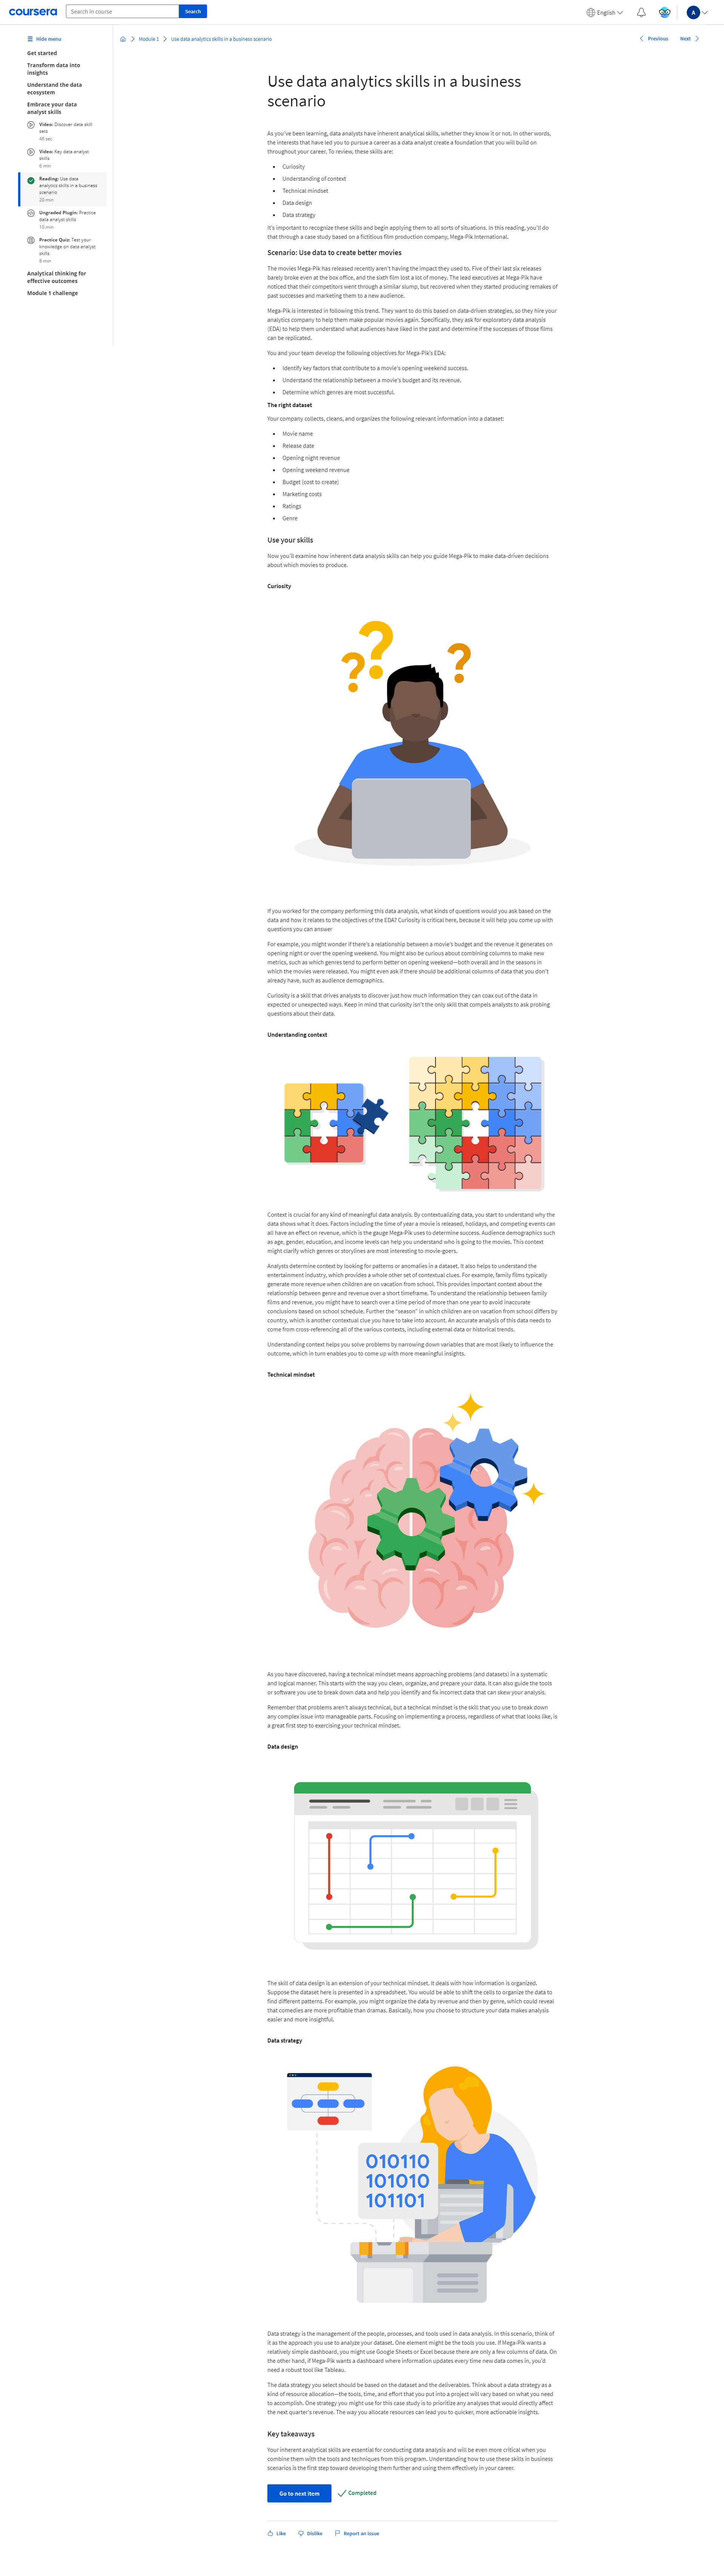 coursera
Search in course
Search
English
A
Hide menu
Get started
Transform data into
insights
Understand the data
ecosystem
Embrace your data
analyst skills
Video: Discover data skill
sets
46 sec
Video: Key data analyst
skills
6 min
Reading: Use data
analytics skills in a business
scenario
20 min
Ungraded Plugin: Practice
data analyst skills
10 min
Practice Quiz: Test your
knowledge on data analyst
skills
8 min
Analytical thinking for
effective outcomes
Module 1 challenge
Module 1
Use data analytics skills in a business scenario
Previous
Next
Use data analytics skills in a business
scenario
As you've been learning, data analysts have inherent analytical skills, whether they know it or not. In other words,
the interests that have led you to pursue a career as a data analyst create a foundation that you will build on
throughout your career. To review, these skills are:
Curiosity
Understanding of context
Technical mindset
Data design
Data strategy
It's important to recognize these skills and begin applying them to all sorts of situations. In this reading, you'll do
that through a case study based on a fictitious film production company, Mega-Pik International.
Scenario: Use data to create better movies
The movies Mega-Pik has released recently aren't having the impact they used to. Five of their last six releases
barely broke even at the box office, and the sixth film lost a lot of money. The lead executives at Mega-Pik have
noticed that their competitors went through a similar slump, but recovered when they started producing remakes of
past successes and marketing them to a new audience.
Mega-Pik is interested in following this trend. They want to do this based on data-driven strategies, so they hire your
analytics company to help them make popular movies again. Specifically, they ask for exploratory data analysis
(EDA) to help them understand what audiences have liked in the past and determine if the successes of those films
can be replicated.
You and your team develop the following objectives for Mega-Pik's EDA:
Identify key factors that contribute to a movie's opening weekend success.
Understand the relationship between a movie's budget and its revenue.
Determine which genres are most successful.
The right dataset
Your company collects, cleans, and organizes the following relevant information into a dataset:
Movie name
Release date
Opening night revenue
Opening weekend revenue
Budget (cost to create)
Marketing costs
Ratings
Genre
Use your skills
Now you'll examine how inherent data analysis skills can help you guide Mega-Pik to make data-driven decisions
about which movies to produce.
Curiosity
? ? ?
If you worked for the company performing this data analysis, what kinds of questions would you ask based on the
data and how it relates to the objectives of the EDA? Curiosity is critical here, because it will help you come up with
questions you can answer
For example, you might wonder if there's a relationship between a movie's budget and the revenue it generates on
opening night or over the opening weekend. You might also be curious about combining columns to make new
metrics, such as which genres tend to perform better on opening weekend—both overall and in the seasons in
which the movies released. You might even ask if there should be additional columns of data that you don't
already have, such as audience demographics.
Curiosity is a skill that drives analysts to discover just how much information they can coax out of the data in
expected or unexpected ways. Keep in mind that curiosity isn't the only skill that compels analysts to ask probing
questions about their data.
Understanding context
Context is crucial for any kind of meaningful data analysis. By contextualizing data, you start to understand why the
data shows what it does. Factors including the time of year a movie is released, holidays, and competing events can
all have an effect on revenue, which is the gauge Mega-Pik uses to determine success. Audience demographics such
as age, gender, education, and income levels can help you understand who is going to the movies. This context
might clarify which genres or storylines are most interesting to movie-goers.
Analysts determine context by looking for patterns or anomalies in a dataset. It also helps to understand the
entertainment industry, which provides a whole other set of contextual clues. For example, family films typically
generate more revenue when children are on vacation from school. This provides important context about the
relationship between genre and revenue over a short timeframe. To understand the relationship between family
films and revenue, you might have to search over a time period of more than one year to avoid inaccurate
conclusions based on school schedule. Further the "season" in which children are on vacation from school differs by
country, which is another contextual clue you have to take into account. An accurate analysis of this data needs to
come from cross-referencing all of the various contexts, including external data or historical trends.
Understanding context helps you solve problems by narrowing down variables that are most likely to influence the
outcome, which in turn enables you to come up with more meaningful insights.
Technical mindset
As you have discovered, having a technical mindset means approaching problems (and datasets) in a systematic
and logical manner. This starts with the way you clean, organize, and prepare your data. It can also guide the tools
or software you use to break down data and help you identify and fix incorrect data that can skew your analysis.
Remember that problems aren't always technical, but a technical mindset is the skill that you use to break down
any complex issue into manageable parts. Focusing on implementing a process, regardless of what that looks like, is
a great first step to exercising your technical mindset.
Data design
The skill of data design is an extension of your technical mindset. It deals with how information is organized.
Suppose the dataset here is presented in a spreadsheet. You would be able to shift the cells to organize the data to
find different patterns. For example, you might organize the data by revenue and then by genre, which could reveal
that comedies are more profitable than dramas. Basically, how you choose to structure your data makes analysis
easier and more insightful.
Data strategy
010110
101010
101101
Data strategy is the management of the people, processes, and tools used in data analysis. In this scenario, think of
it as the approach you use to analyze your dataset. One element might be the tools you use. If Mega-Pik wants a
relatively simple dashboard, you might use Google Sheets or Excel because there are only a few columns of data. On
the other hand, if Mega-Pik wants a dashboard where information updates every time new data comes in, you'd
need a robust tool like Tableau.
The data strategy you select should be based on the dataset and the deliverables. Think about a data strategy as a
kind of resource allocation—the tools, time, and effort that you put into a project will vary based on what you need
to accomplish. One strategy you might use for this case study is to prioritize any analyses that would directly affect
the next quarter's revenue. The way you allocate resources can lead you to quicker, more actionable insights.
Key takeaways
Your inherent analytical skills are essential for conducting data analysis and will be even more critical when you
combine them with the tools and techniques from this program. Understanding how to use these skills in business
scenarios is the first step toward developing them further and using them effectively in your career.
Go to next item
Completed
Like
Dislike
Report an issue